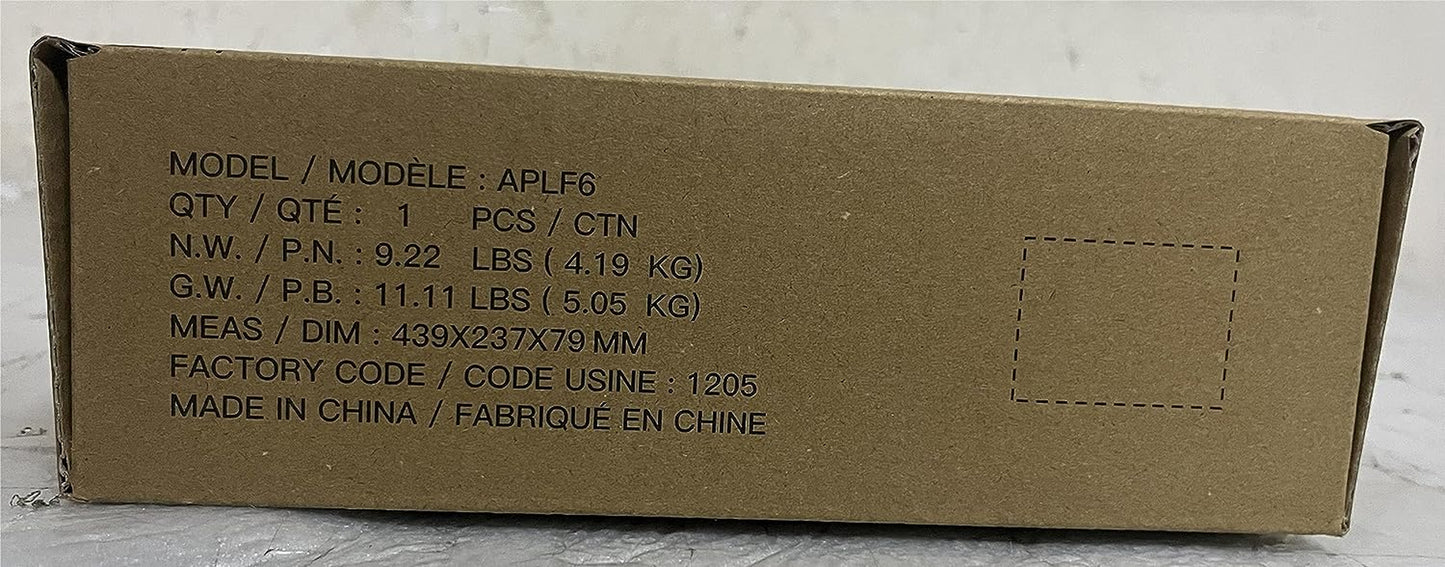 MODEL / MODÈLE : APLF6
QTY / QTÉ : 1 PCS / CTN
N.W. / P.N. : 9.22 LBS ( 4.19 KG)
G.W. / P.B. : 11.11 LBS ( 5.05 KG)
MEAS / DIM : 439X237X79 MM
FACTORY CODE / CODE USINE : 1205
MADE IN CHINA / FABRIQUÉ EN CHINE